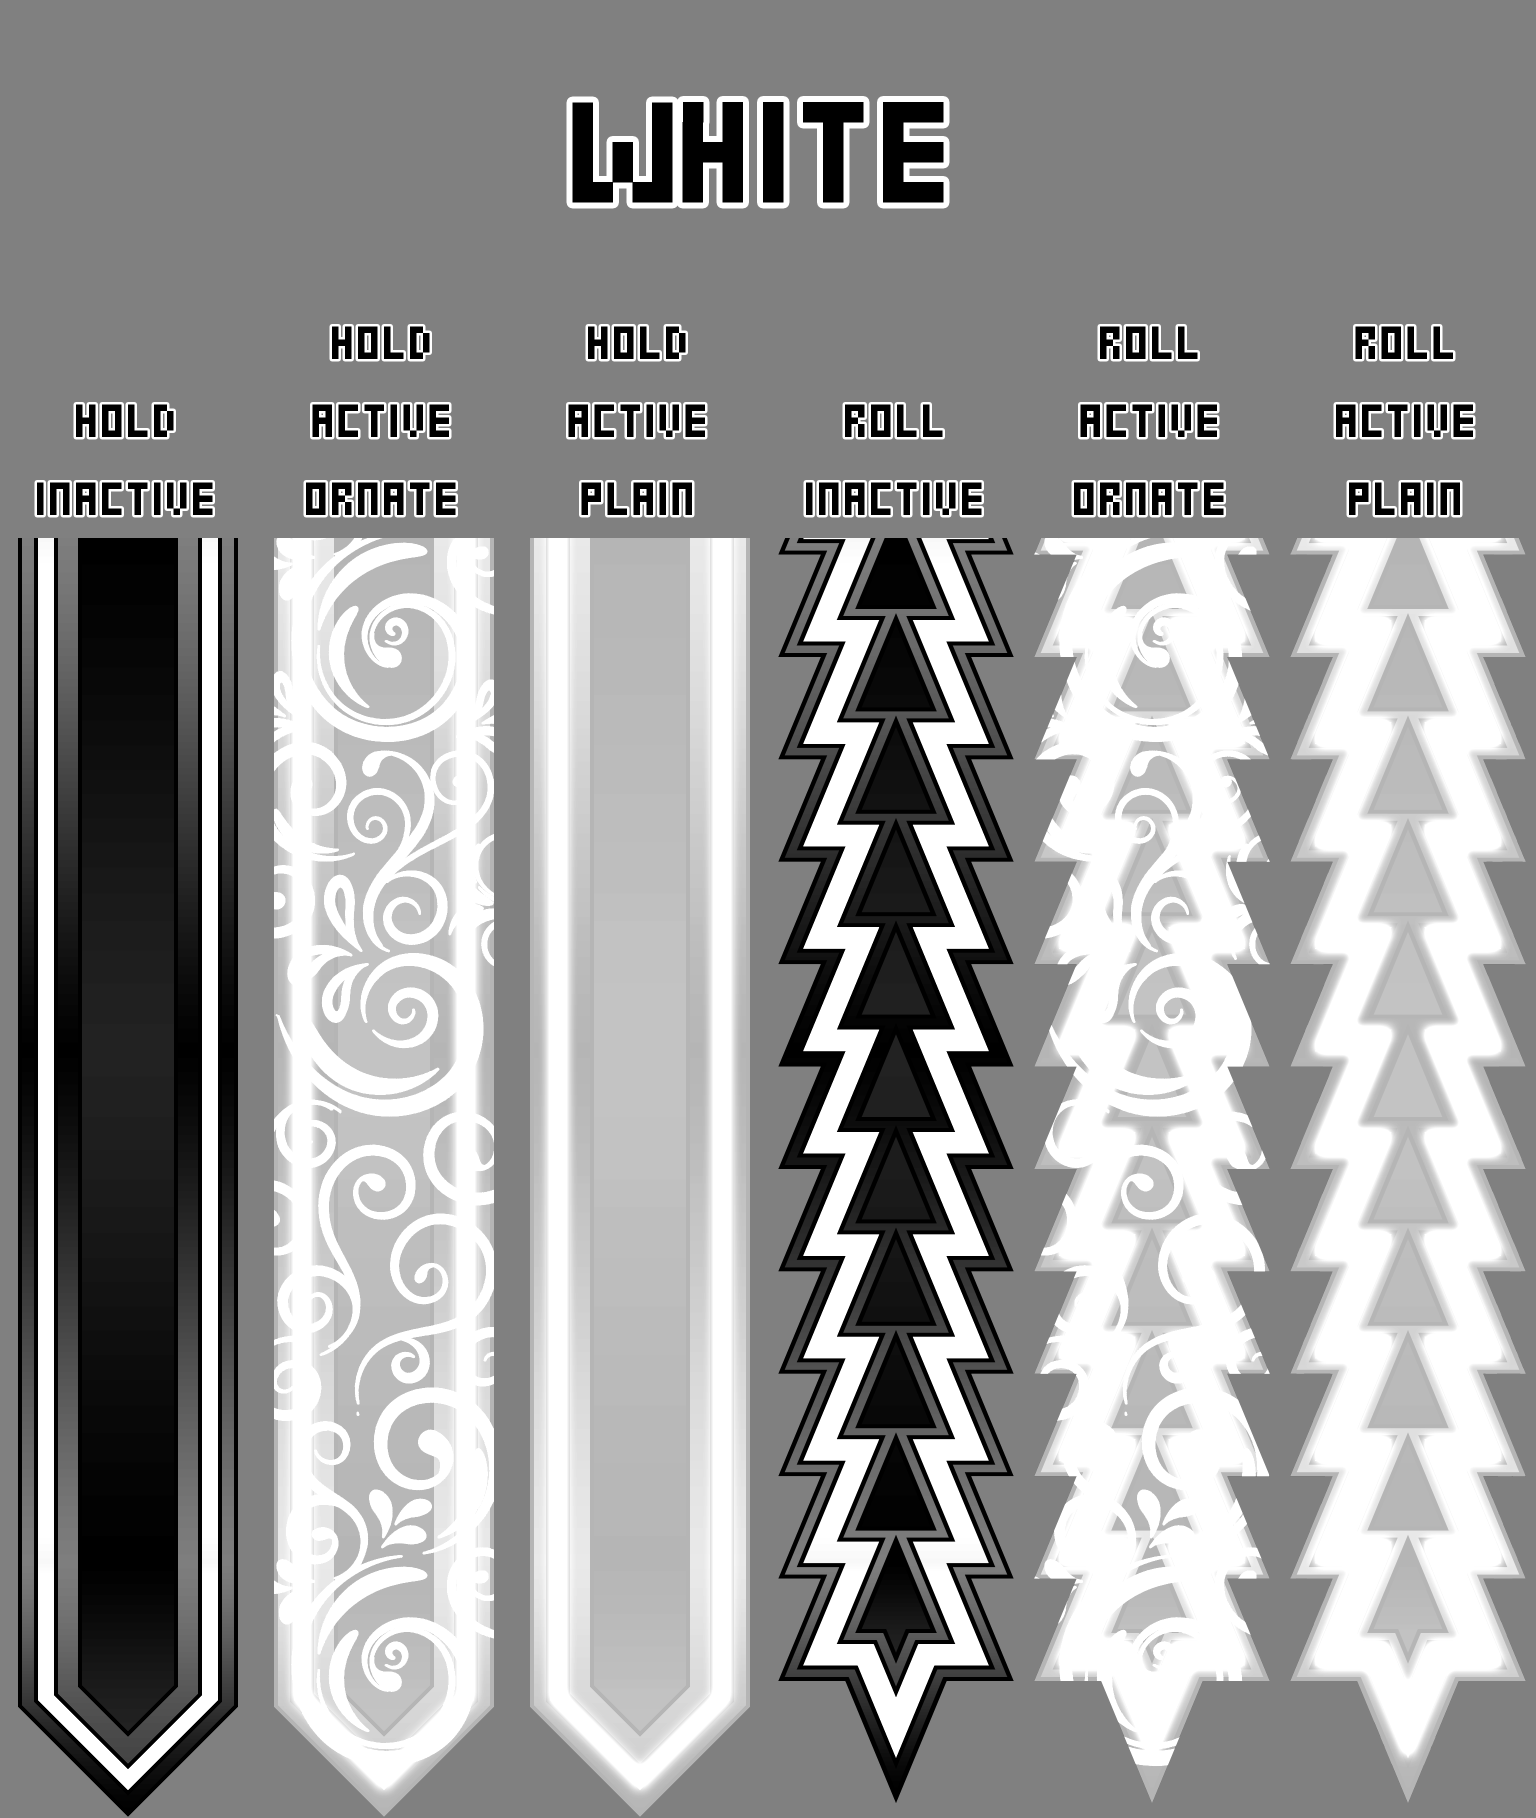 WHITE
HOLD INACTIVE
HOLD ACTIVE ORNATE
HOLD ACTIVE PLAIN
ROLL INACTIVE
ROLL ACTIVE ORNATE
ROLL ACTIVE PLAIN